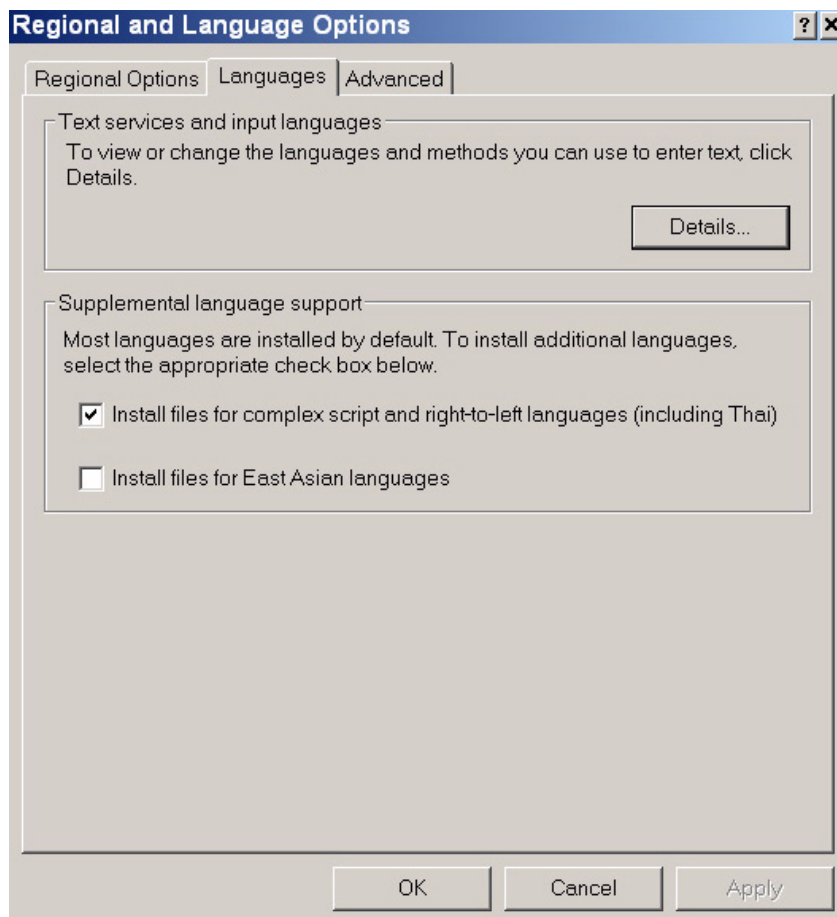 Regional and Language Options
Regional Options Languages Advanced
Text services and input languages
To view or change the languages and methods you can use to enter text, click
Details.
Details...
Supplemental language support
Most languages are installed by default. To install additional languages,
select the appropriate check box below.
Install files for complex script and right-to-left languages (including Thai)
Install files for East Asian languages
OK Cancel Apply